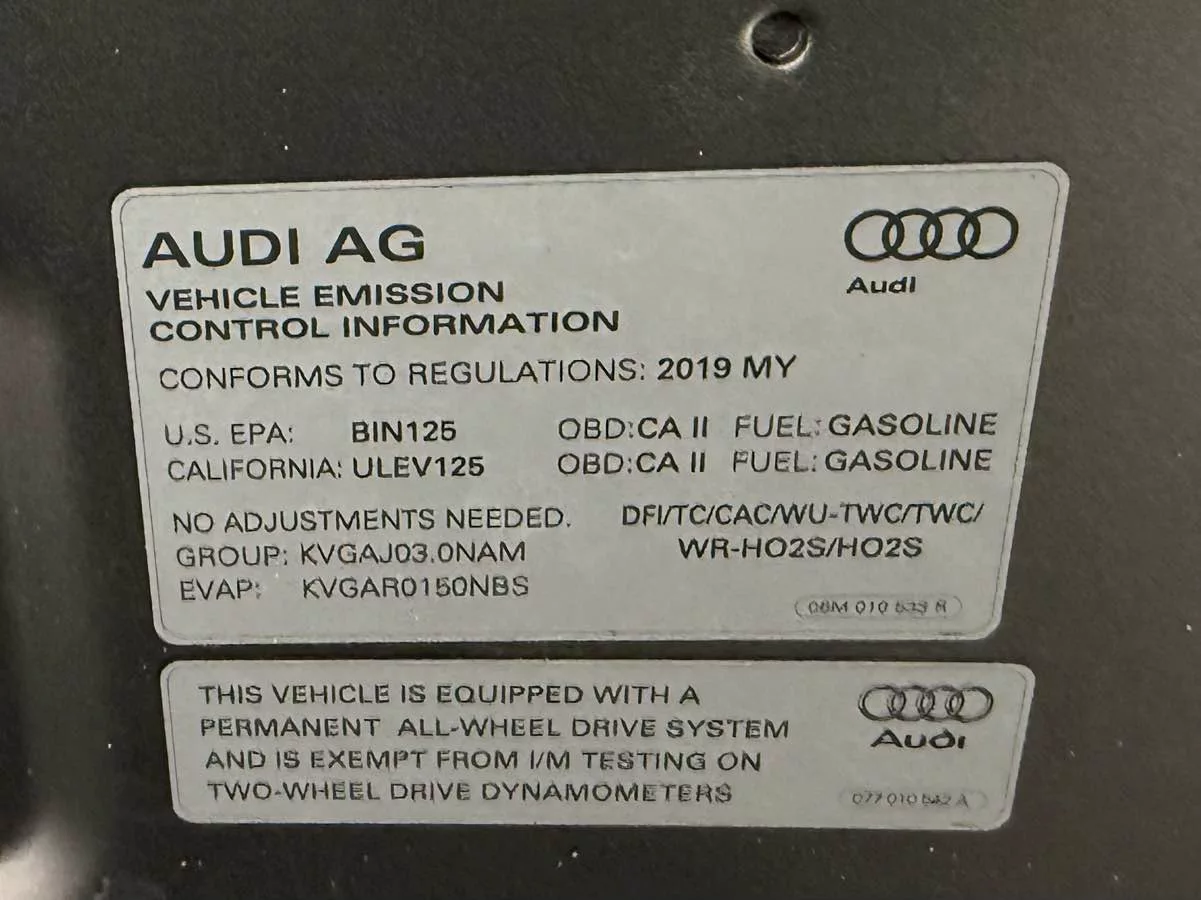 AUDI AG
Audi
VEHICLE EMISSION
CONTROL INFORMATION
CONFORMS TO REGULATIONS: 2019 MY
U.S. EPA: BIN125 OBD:CA II FUEL: GASOLINE
CALIFORNIA: ULEV125 OBD:CA II FUEL: GASOLINE
NO ADJUSTMENTS NEEDED. DFI/TC/CAC/WU-TWC/TWC/
GROUP: KVGAJ03.0NAM WR-HO2S/HO2S
EVAP: KVGAR0150NBS
010
THIS VEHICLE IS EQUIPPED WITH A
PERMANENT ALL-WHEEL DRIVE SYSTEM
AND IS EXEMPT FROM I/M TESTING ON
TWO-WHEEL DRIVE DYNAMOMETERS
Audi
077 010